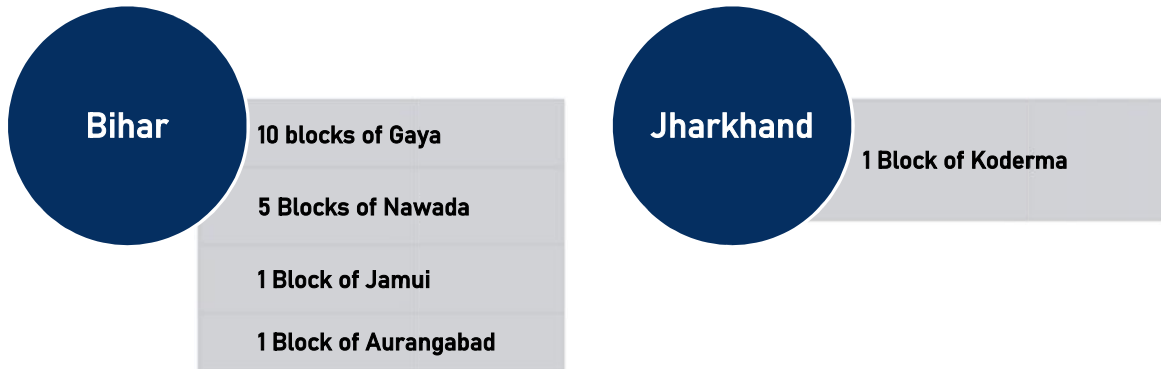 Bihar
10 blocks of Gaya
5 Blocks of Nawada
1 Block of Jamui
1 Block of Aurangabad
Jharkhand
1 Block of Koderma